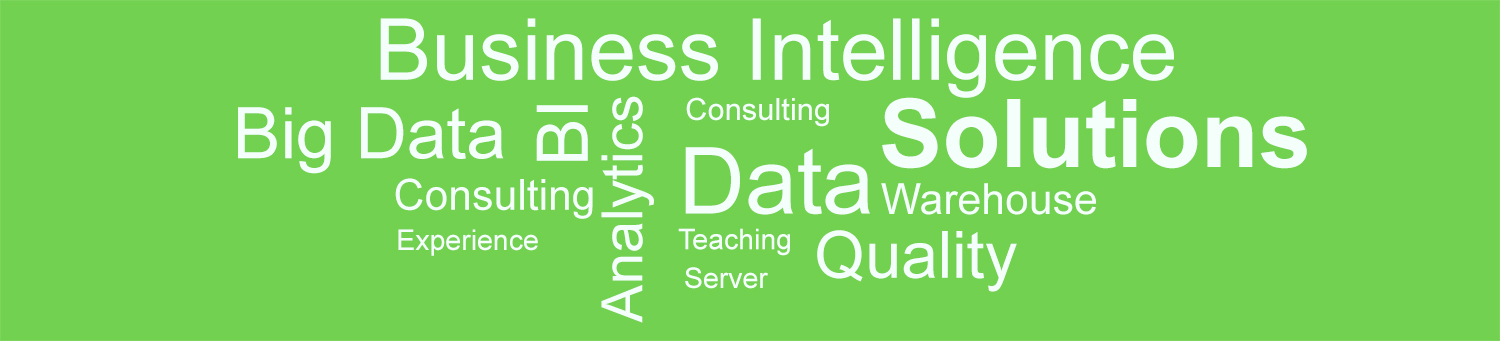 Business Intelligence
Big Data
BI
Analytics
Consulting
Solutions
Consulting
Data
Warehouse
Experience
Teaching
Quality
Server